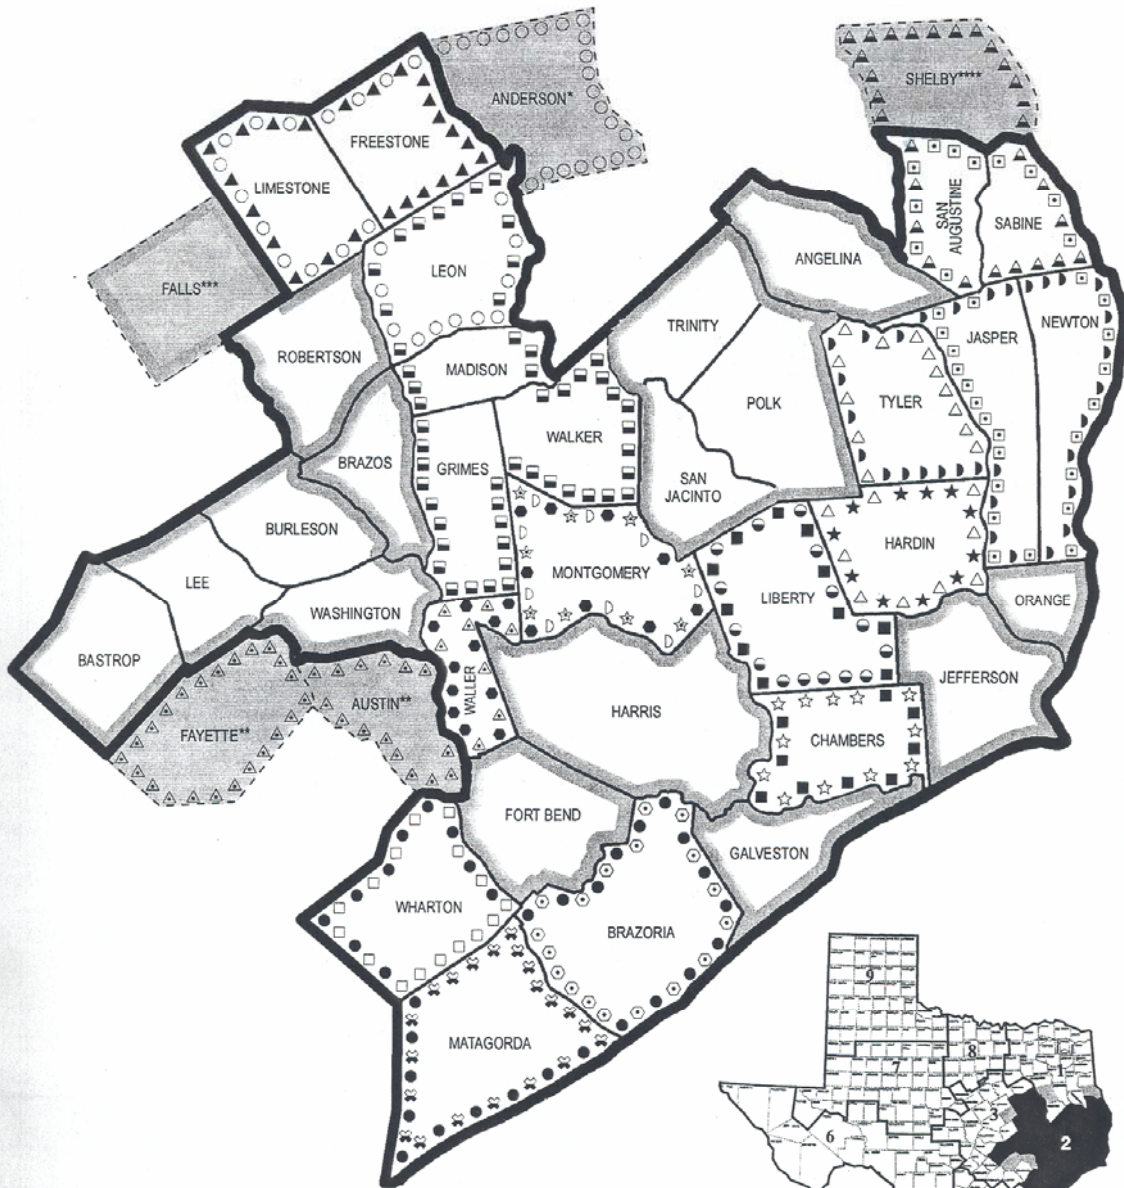 ANDERSON*
SHELBY****
FREESTONE
LIMESTONE
SAN
AUGUSTINE
SABINE
ANGELINA
LEON
FALLS***
TRINITY
NEWTON
JASPER
ROBERTSON
MADISON
POLK
TYLER
WALKER
BRAZOS
GRIMES
SAN
JACINTO
BURLESON
HARDIN
MONTGOMERY
LEE
LIBERTY
ORANGE
WASHINGTON
BASTROP
JEFFERSON
WALLER
AUSTIN**
HARRIS
FAYETTE**
CHAMBERS
FORT BEND
GALVESTON
WHARTON
BRAZORIA
MATAGORDA
9
8
7
1
3
6
2